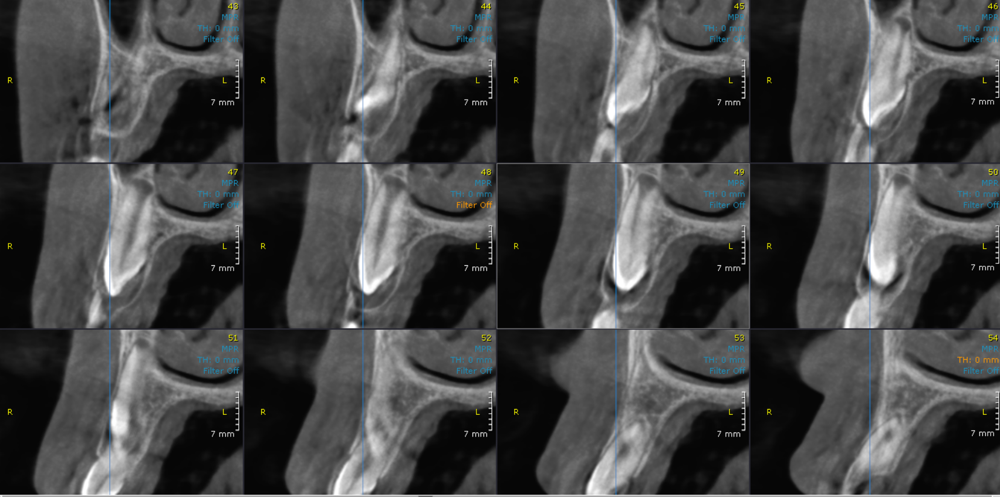 43
MPR
TH: 0 mm
Filter Off
R
L
7 mm
44
MPR
TH: 0 mm
Filter Off
R
L
7 mm
45
MPR
TH: 0 mm
Filter Off
R
L
7 mm
46
MPR
TH: 0 mm
Filter Off
R
L
7 mm
47
MPR
TH: 0 mm
Filter Off
R
L
7 mm
48
MPR
TH: 0 mm
Filter Off
R
L
7 mm
49
MPR
TH: 0 mm
Filter Off
R
L
7 mm
50
MPR
TH: 0 mm
Filter Off
R
L
7 mm
51
MPR
TH: 0 mm
Filter Off
R
L
7 mm
52
MPR
TH: 0 mm
Filter Off
R
L
7 mm
53
MPR
TH: 0 mm
Filter Off
R
L
7 mm
54
MPR
TH: 0 mm
Filter Off
R
L
7 mm